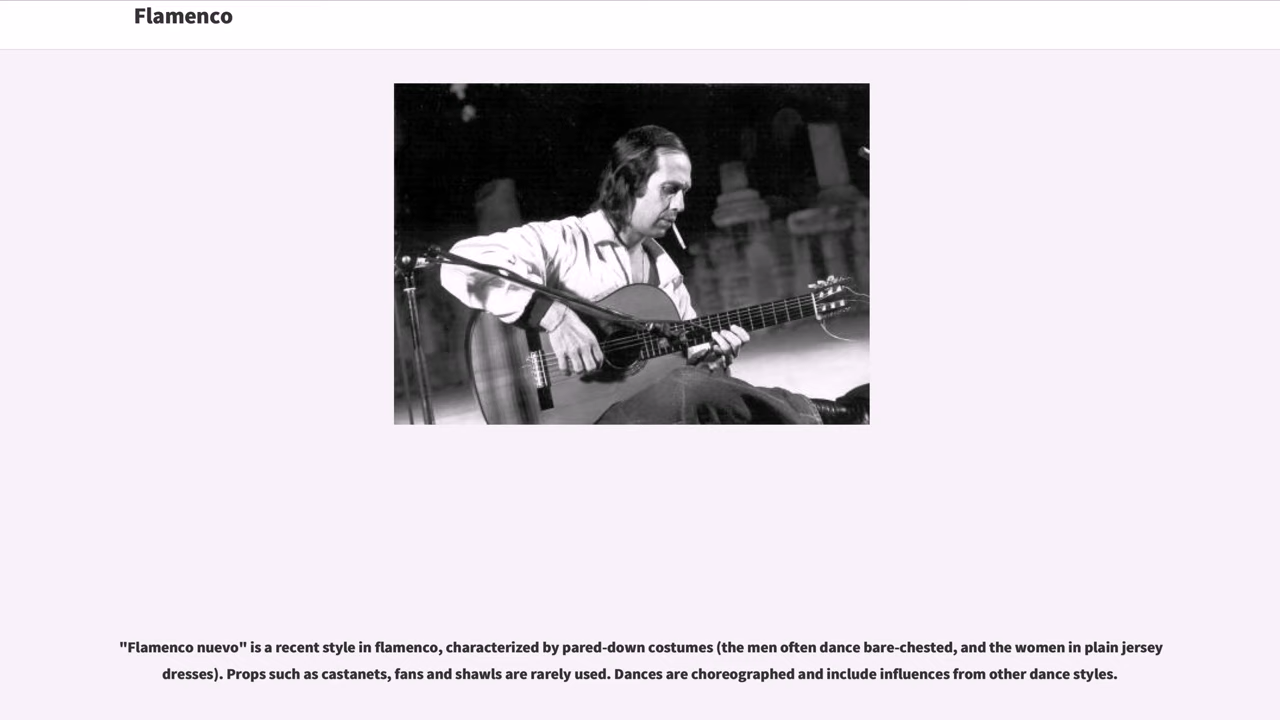 Flamenco
"Flamenco nuevo" is a recent style in flamenco, characterized by pared-down costumes (the men often dance bare-chested, and the women in plain jersey
dresses). Props such as castanets, fans and shawls are rarely used. Dances are choreographed and include influences from other dance styles.